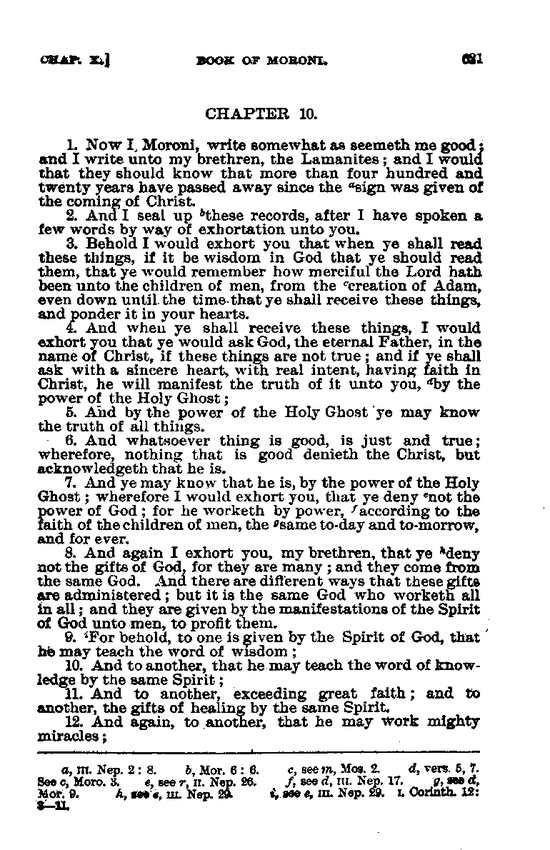 CHAP. X.] BOOK OF MORONI. 621
CHAPTER 10.
1. Now I, Moroni, write somewhat as seemeth me good;
and I write unto my brethren, the Lamanites; and I would
that they should know that more than four hundred and
twenty years have passed away since the ᵃsign was given of
the coming of Christ.
2. And I seal up ᵇthese records, after I have spoken a
few words by way of exhortation unto you.
3. Behold I would exhort you that when ye shall read
these things, if it be wisdom in God that ye should read
them, that ye would remember how merciful the Lord hath
been unto the children of men, from the ᶜcreation of Adam,
even down until the time that ye shall receive these things,
and ponder it in your hearts.
4. And when ye shall receive these things, I would
exhort you that ye would ask God, the eternal Father, in the
name of Christ, if these things are not true; and if ye shall
ask with a sincere heart, with real intent, having faith in
Christ, he will manifest the truth of it unto you, ᵈby the
power of the Holy Ghost;
5. And by the power of the Holy Ghost ye may know
the truth of all things.
6. And whatsoever thing is good, is just and true;
wherefore, nothing that is good denieth the Christ, but
acknowledgeth that he is.
7. And ye may know that he is, by the power of the Holy
Ghost; wherefore I would exhort you, that ye deny ᵉnot the
power of God; for he worketh by power, ᶠaccording to the
faith of the children of men, the ᵍsame to-day and to-morrow,
and for ever.
8. And again I exhort you, my brethren, that ye ʰdeny
not the gifts of God, for they are many; and they come from
the same God. And there are different ways that these gifts
are administered; but it is the same God who worketh all
in all; and they are given by the manifestations of the Spirit
of God unto men, to profit them.
9. ⁱFor behold, to one is given by the Spirit of God, that
he may teach the word of wisdom;
10. And to another, that he may teach the word of know-
ledge by the same Spirit;
11. And to another, exceeding great faith; and to
another, the gifts of healing by the same Spirit.
12. And again, to another, that he may work mighty
miracles;
a, III. Nep. 2: 8. b, Mor. 6: 6. c, see m, Mos. 2. d, vers. 5, 7.
See c, Moro. 3. e, see r, II. Nep. 26. f, see d, III. Nep. 17. g, see d,
Mor. 9. h, see e, III. Nep. 29. i, see e, III. Nep. 29. I. Corinth. 12:
8—11.